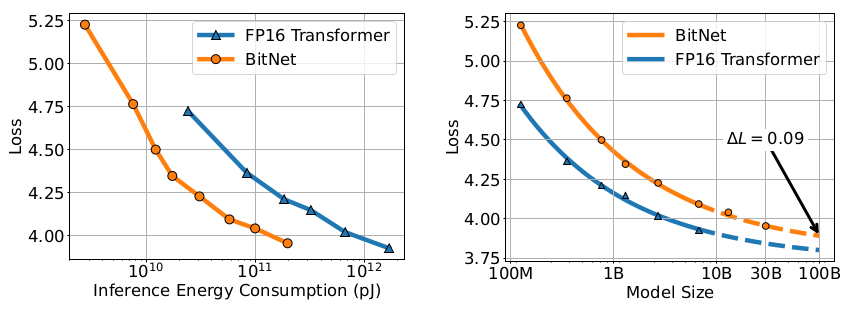 5.25
5.00
4.75
4.50
4.25
4.00
Loss
FP16 Transformer
BitNet
10^10
10^11
10^12
Inference Energy Consumption (pJ)
5.25
5.00
4.75
4.50
4.25
4.00
3.75
Loss
BitNet
FP16 Transformer
ΔL = 0.09
100M
1B
10B
30B
100B
Model Size